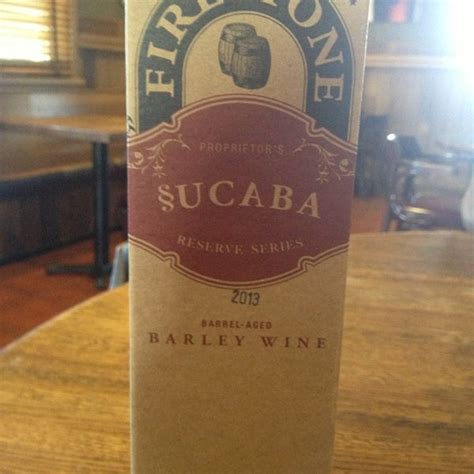 FIRESTONE
PROPRIETOR'S
§UCABA
RESERVE SERIES
2013
BARREL-AGED
BARLEY WINE